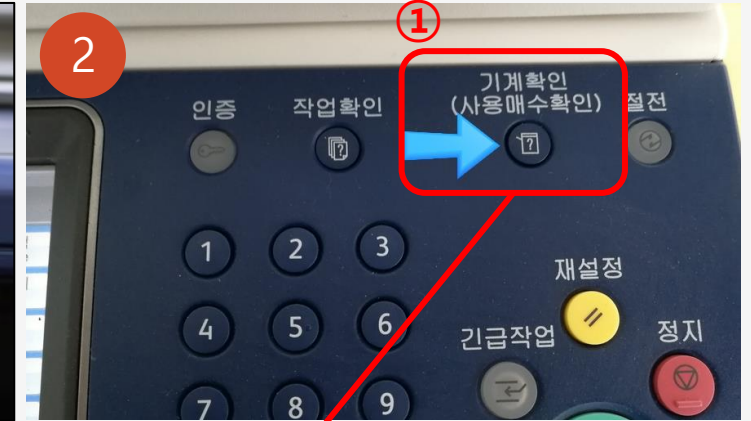 2
①
기계확인
(사용매수확인)
인증
작업확인
절전
1 2 3
재설정
4 5 6
긴급작업
정지
7 8 9